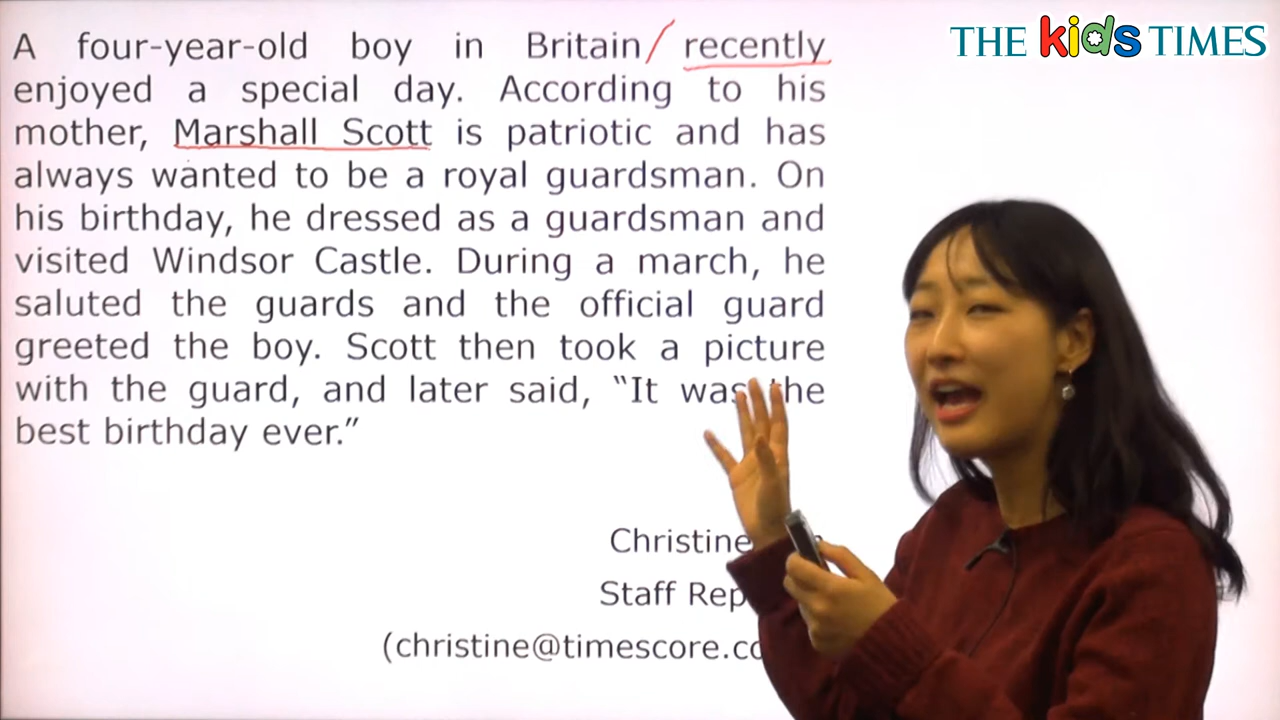 THE kids TIMES
A four-year-old boy in Britain recently
enjoyed a special day. According to his
mother, Marshall Scott is patriotic and has
always wanted to be a royal guardsman. On
his birthday, he dressed as a guardsman and
visited Windsor Castle. During a march, he
saluted the guards and the official guard
greeted the boy. Scott then took a picture
with the guard, and later said, “It was the
best birthday ever.”
Christine
Staff
(christine@timescore.co